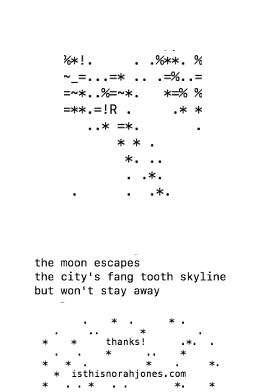 %*!.      . .%**. %
~_=...=* .. .=%..=
=~*..%=~*.   *=% %
=**.=!R .     .* *
..* =*.       .
* * *
*. ..
. .*.
.      .  .*.
the moon escapes
the city's fang tooth skyline
but won't stay away
.   * .    * .
.    ..     *       .
*   *    thanks!     .*. .
.  .   *     ..   *
*  * .       *   .     *.
*  isthisnorahjones.com
*  . . *  . .      *.   *